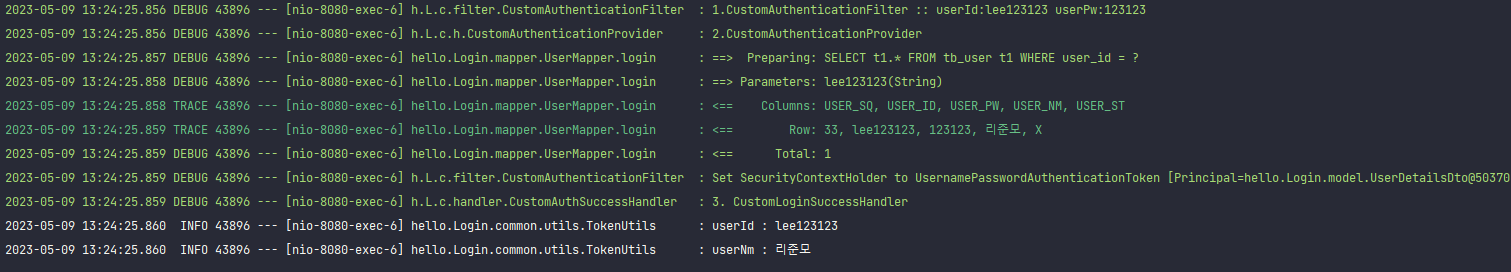 2023-05-09 13:24:25.856 DEBUG 43896 --- [nio-8080-exec-6] h.L.c.filter.CustomAuthenticationFilter : 1.CustomAuthenticationFilter :: userId:lee123123 userPw:123123
2023-05-09 13:24:25.856 DEBUG 43896 --- [nio-8080-exec-6] h.L.c.h.CustomAuthenticationProvider : 2.CustomAuthenticationProvider
2023-05-09 13:24:25.857 DEBUG 43896 --- [nio-8080-exec-6] hello.Login.mapper.UserMapper.login : ==> Preparing: SELECT t1.* FROM tb_user t1 WHERE user_id = ?
2023-05-09 13:24:25.858 DEBUG 43896 --- [nio-8080-exec-6] hello.Login.mapper.UserMapper.login : ==> Parameters: lee123123(String)
2023-05-09 13:24:25.858 TRACE 43896 --- [nio-8080-exec-6] hello.Login.mapper.UserMapper.login : <== Columns: USER_SQ, USER_ID, USER_PW, USER_NM, USER_ST
2023-05-09 13:24:25.859 TRACE 43896 --- [nio-8080-exec-6] hello.Login.mapper.UserMapper.login : <== Row: 33, lee123123, 123123, 리준모, X
2023-05-09 13:24:25.859 DEBUG 43896 --- [nio-8080-exec-6] hello.Login.mapper.UserMapper.login : <== Total: 1
2023-05-09 13:24:25.859 DEBUG 43896 --- [nio-8080-exec-6] h.L.c.filter.CustomAuthenticationFilter : Set SecurityContextHolder to UsernamePasswordAuthenticationToken [Principal=hello.Login.model.UserDetailsDto@50370
2023-05-09 13:24:25.859 DEBUG 43896 --- [nio-8080-exec-6] h.L.c.handler.CustomAuthSuccessHandler : 3. CustomLoginSuccessHandler
2023-05-09 13:24:25.860 INFO 43896 --- [nio-8080-exec-6] hello.Login.common.utils.TokenUtils : userId : lee123123
2023-05-09 13:24:25.860 INFO 43896 --- [nio-8080-exec-6] hello.Login.common.utils.TokenUtils : userNm : 리준모